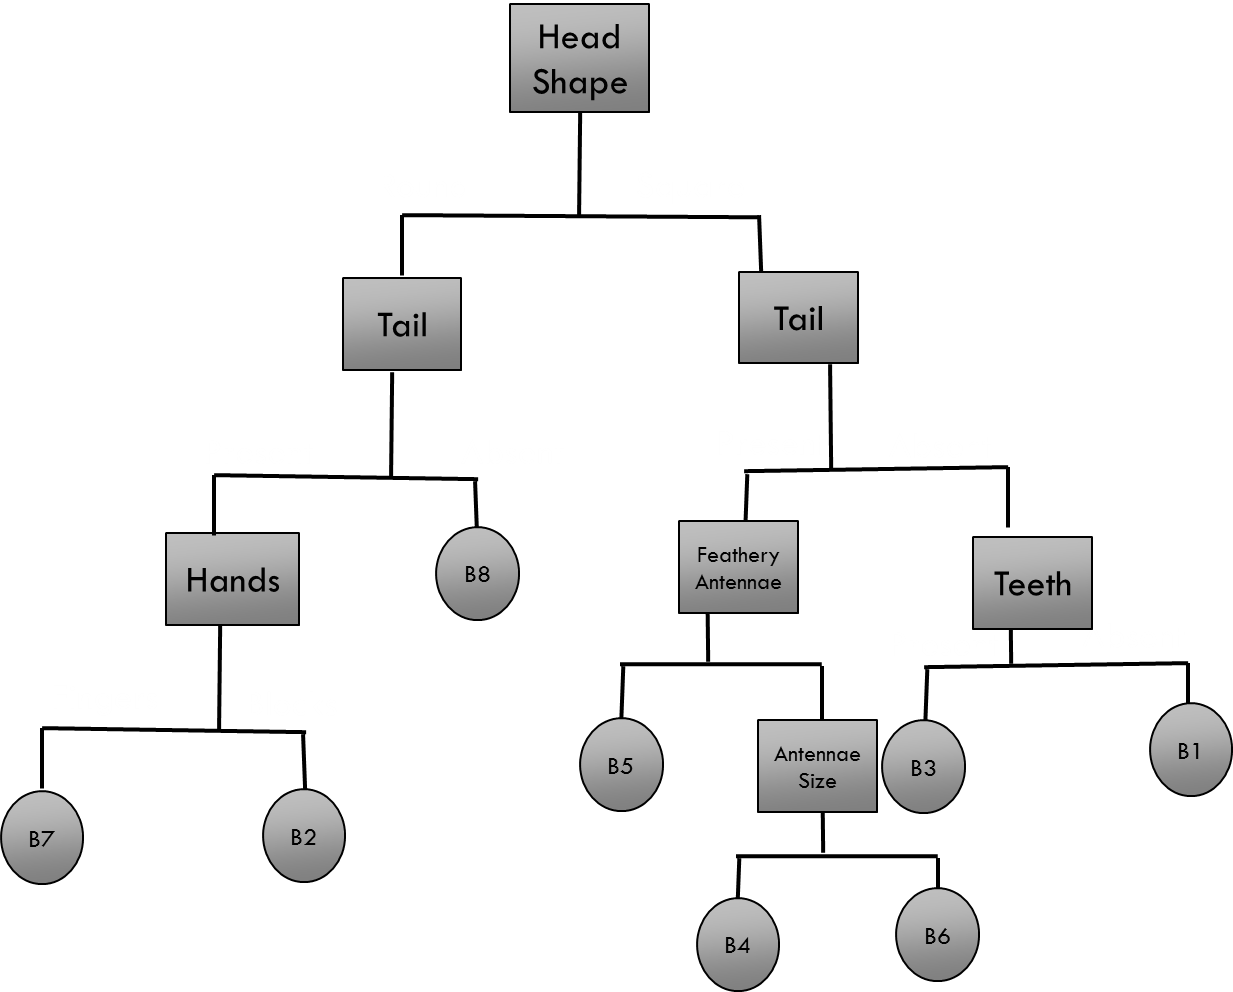 Head
Shape
Tail
Tail
Hands
B8
Feathery
Antennae
Teeth
B7
B2
B5
Antennae
Size
B3
B1
B4
B6